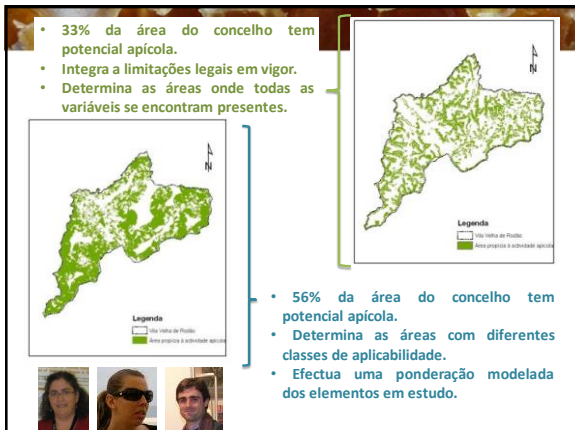 • 33% da área do concelho tem
potencial apícola.
• Integra a limitações legais em vigor.
• Determina as áreas onde todas as
variáveis se encontram presentes.
N
Legenda
Vila Velha de Rodão
Área propícia à actividade apícola
N
Legenda
Vila Velha de Rodão
Área propícia à actividade apícola
• 56% da área do concelho tem
potencial apícola.
• Determina as áreas com diferentes
classes de aplicabilidade.
• Efectua uma ponderação modelada
dos elementos em estudo.